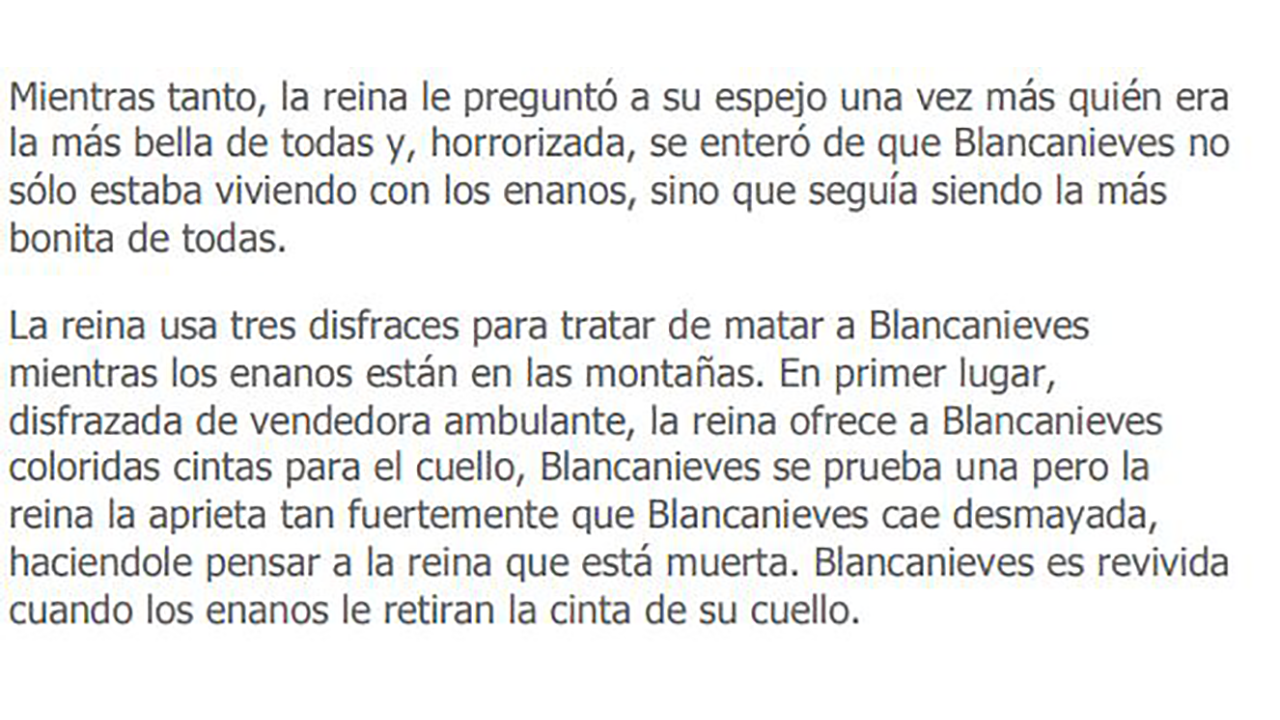 Mientras tanto, la reina le preguntó a su espejo una vez más quién era
la más bella de todas y, horrorizada, se enteró de que Blancanieves no
sólo estaba viviendo con los enanos, sino que seguía siendo la más
bonita de todas.
La reina usa tres disfraces para tratar de matar a Blancanieves
mientras los enanos están en las montañas. En primer lugar,
disfrazada de vendedora ambulante, la reina ofrece a Blancanieves
coloridas cintas para el cuello, Blancanieves se prueba una pero la
reina la aprieta tan fuertemente que Blancanieves cae desmayada,
haciendole pensar a la reina que está muerta. Blancanieves es revivida
cuando los enanos le retiran la cinta de su cuello.